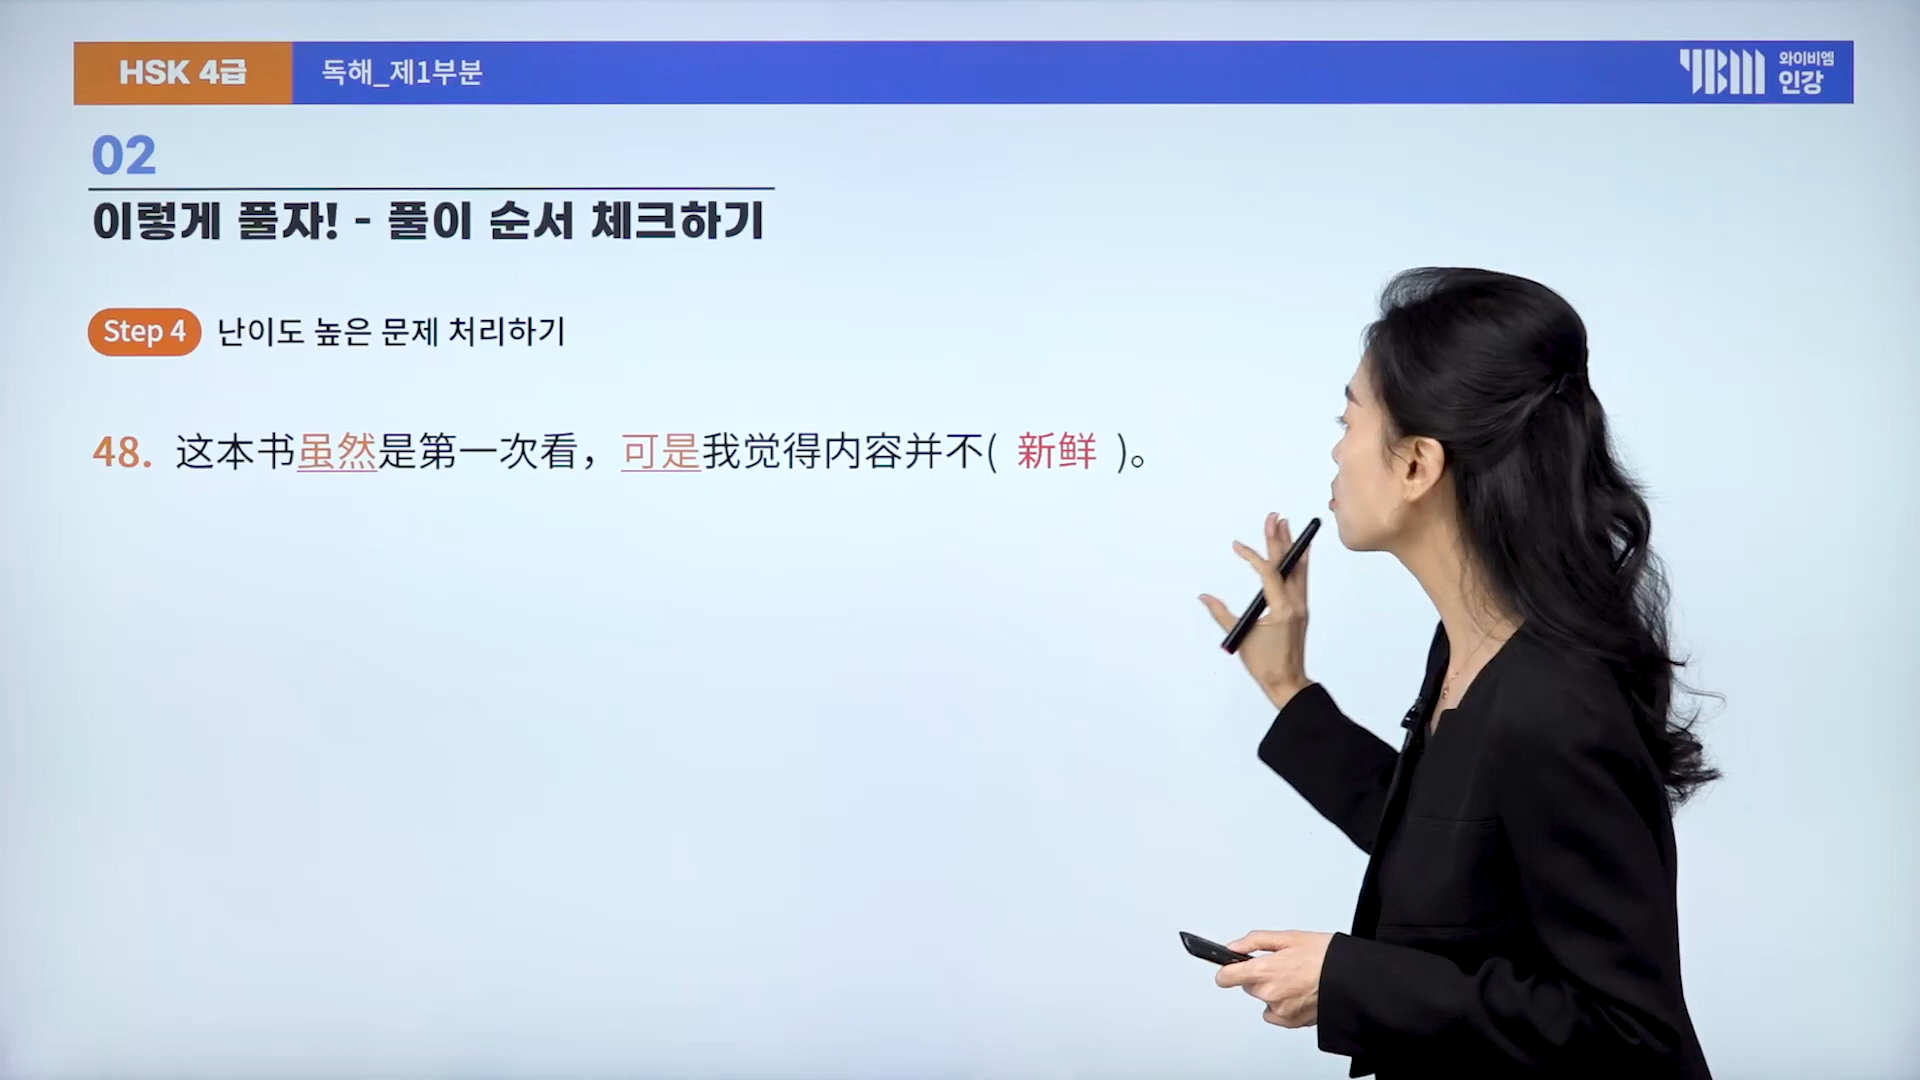 HSK 4급
독해_제1부분
YBM 와이비엠
인강
02
이렇게 풀자! - 풀이 순서 체크하기
Step 4 난이도 높은 문제 처리하기
48. 这本书虽然是第一次看，可是我觉得内容并不( 新鲜 )。